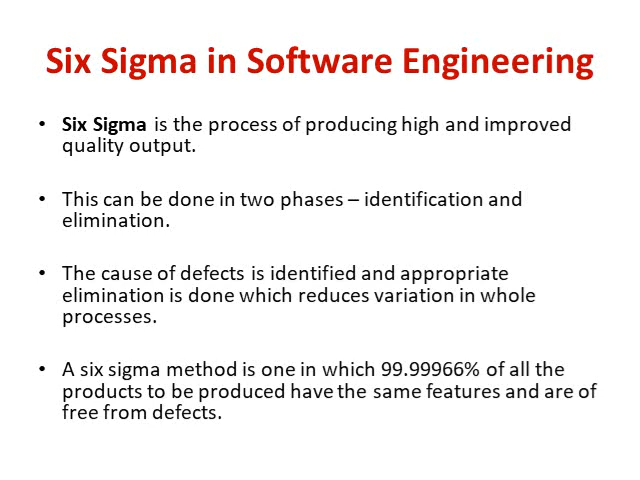 Six Sigma in Software Engineering
• Six Sigma is the process of producing high and improved
quality output.
• This can be done in two phases – identification and
elimination.
• The cause of defects is identified and appropriate
elimination is done which reduces variation in whole
processes.
• A six sigma method is one in which 99.99966% of all the
products to be produced have the same features and are of
free from defects.